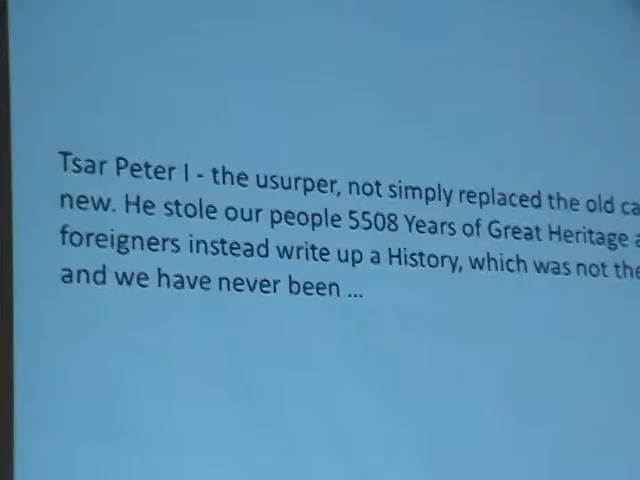 Tsar Peter I - the usurper, not simply replaced the old
new. He stole our people 5508 Years of Great Heritage
foreigners instead write up a History, which was not
and we have never been ...